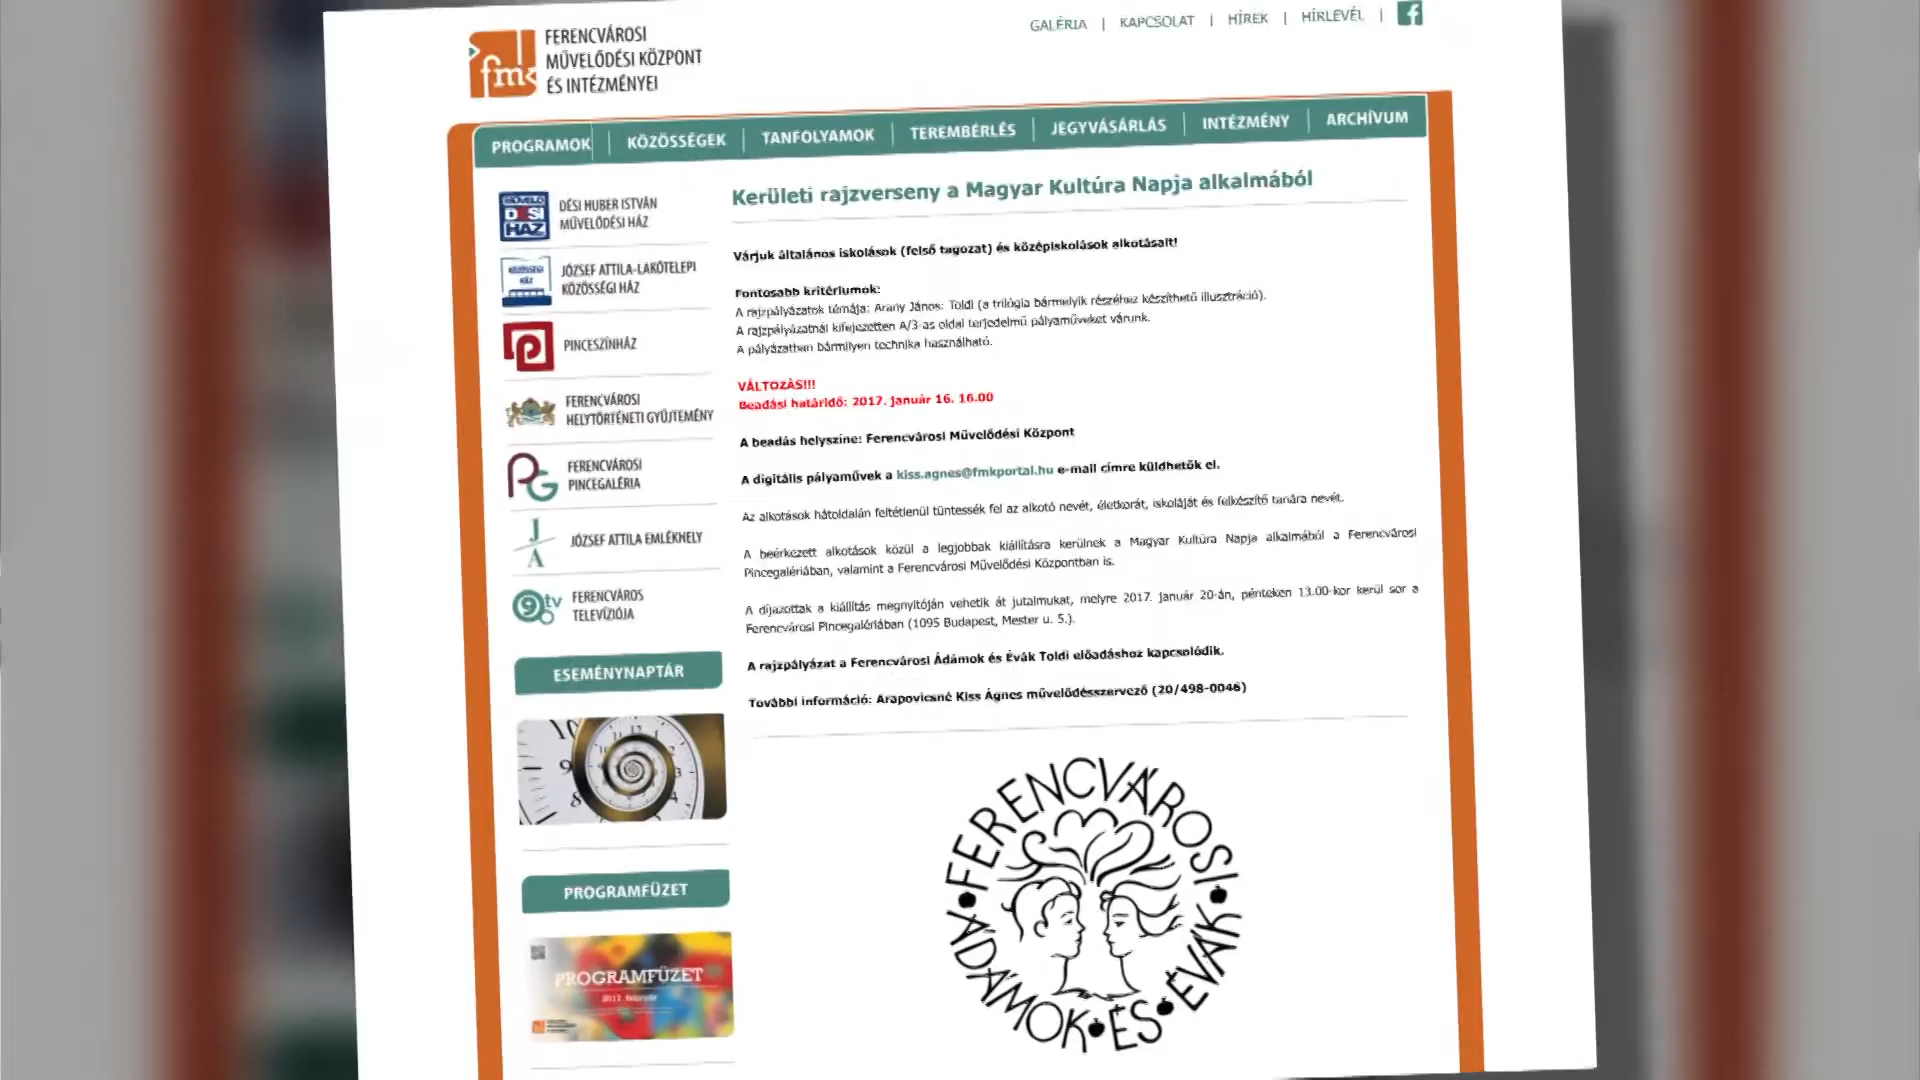 FERENCVÁROSI
MŰVELŐDÉSI KÖZPONT
ÉS INTÉZMÉNYEI
fmk
GALÉRIA | KAPCSOLAT | HÍREK | HÍRLEVÉL |
PROGRAMOK | KÖZÖSSÉGEK | TANFOLYAMOK | TEREMBÉRLÉS | JEGYVÁSÁRLÁS | INTÉZMÉNY | ARCHÍVUM
DÉSI HÁZ
DÉSI HUBER ISTVÁN
MŰVELŐDÉSI HÁZ
KÖZÖSSÉGI
HÁZ
JÓZSEF ATTILA-LAKÓTELEPI
KÖZÖSSÉGI HÁZ
PINCESZÍNHÁZ
FERENCVÁROSI
HELYTÖRTÉNETI GYŰJTEMÉNY
PG
FERENCVÁROSI
PINCEGALÉRIA
JA
JÓZSEF ATTILA EMLÉKHELY
9 tv
FERENCVÁROS
TELEVÍZIÓJA
ESEMÉNYNAPTÁR
PROGRAMFÜZET
PROGRAMFÜZET
Kerületi rajzverseny a Magyar Kultúra Napja alkalmából
Várjuk általános iskolások (felső tagozat) és középiskolások alkotásait!
Fontosabb kritériumok:
A rajzpályázatok témája: Arany János: Toldi (a trilógia bármelyik részéhez készíthető illusztráció).
A rajzpályázatnál kifejezetten A/3-as oldal terjedelmű pályaműveket várunk.
A pályázatban bármilyen technika használható.
VÁLTOZÁS!!!
Beadási határidő: 2017. január 16. 16.00
A beadás helyszíne: Ferencvárosi Művelődési Központ
A digitális pályaművek a kiss.agnes@fmkportal.hu e-mail címre küldhetők el.
Az alkotások hátoldalán feltétlenül tüntessék fel az alkotó nevét, életkorát, iskoláját és felkészítő tanára nevét.
A beérkezett alkotások közül a legjobbak kiállításra kerülnek a Magyar Kultúra Napja alkalmából a Ferencvárosi
Pincegalériában, valamint a Ferencvárosi Művelődési Központban is.
A díjazottak a kiállítás megnyitóján vehetik át jutalmukat, melyre 2017. január 20-án, pénteken 13.00-kor kerül sor a
Ferencvárosi Pincegalériában (1095 Budapest, Mester u. 5.).
A rajzpályázat a Ferencvárosi Ádámok és Évák Toldi előadáshoz kapcsolódik.
További információ: Arapovicsné Kiss Ágnes művelődésszervező (20/498-0046)
FERENCVÁROSI
ÁDÁMOK ÉS ÉVÁK